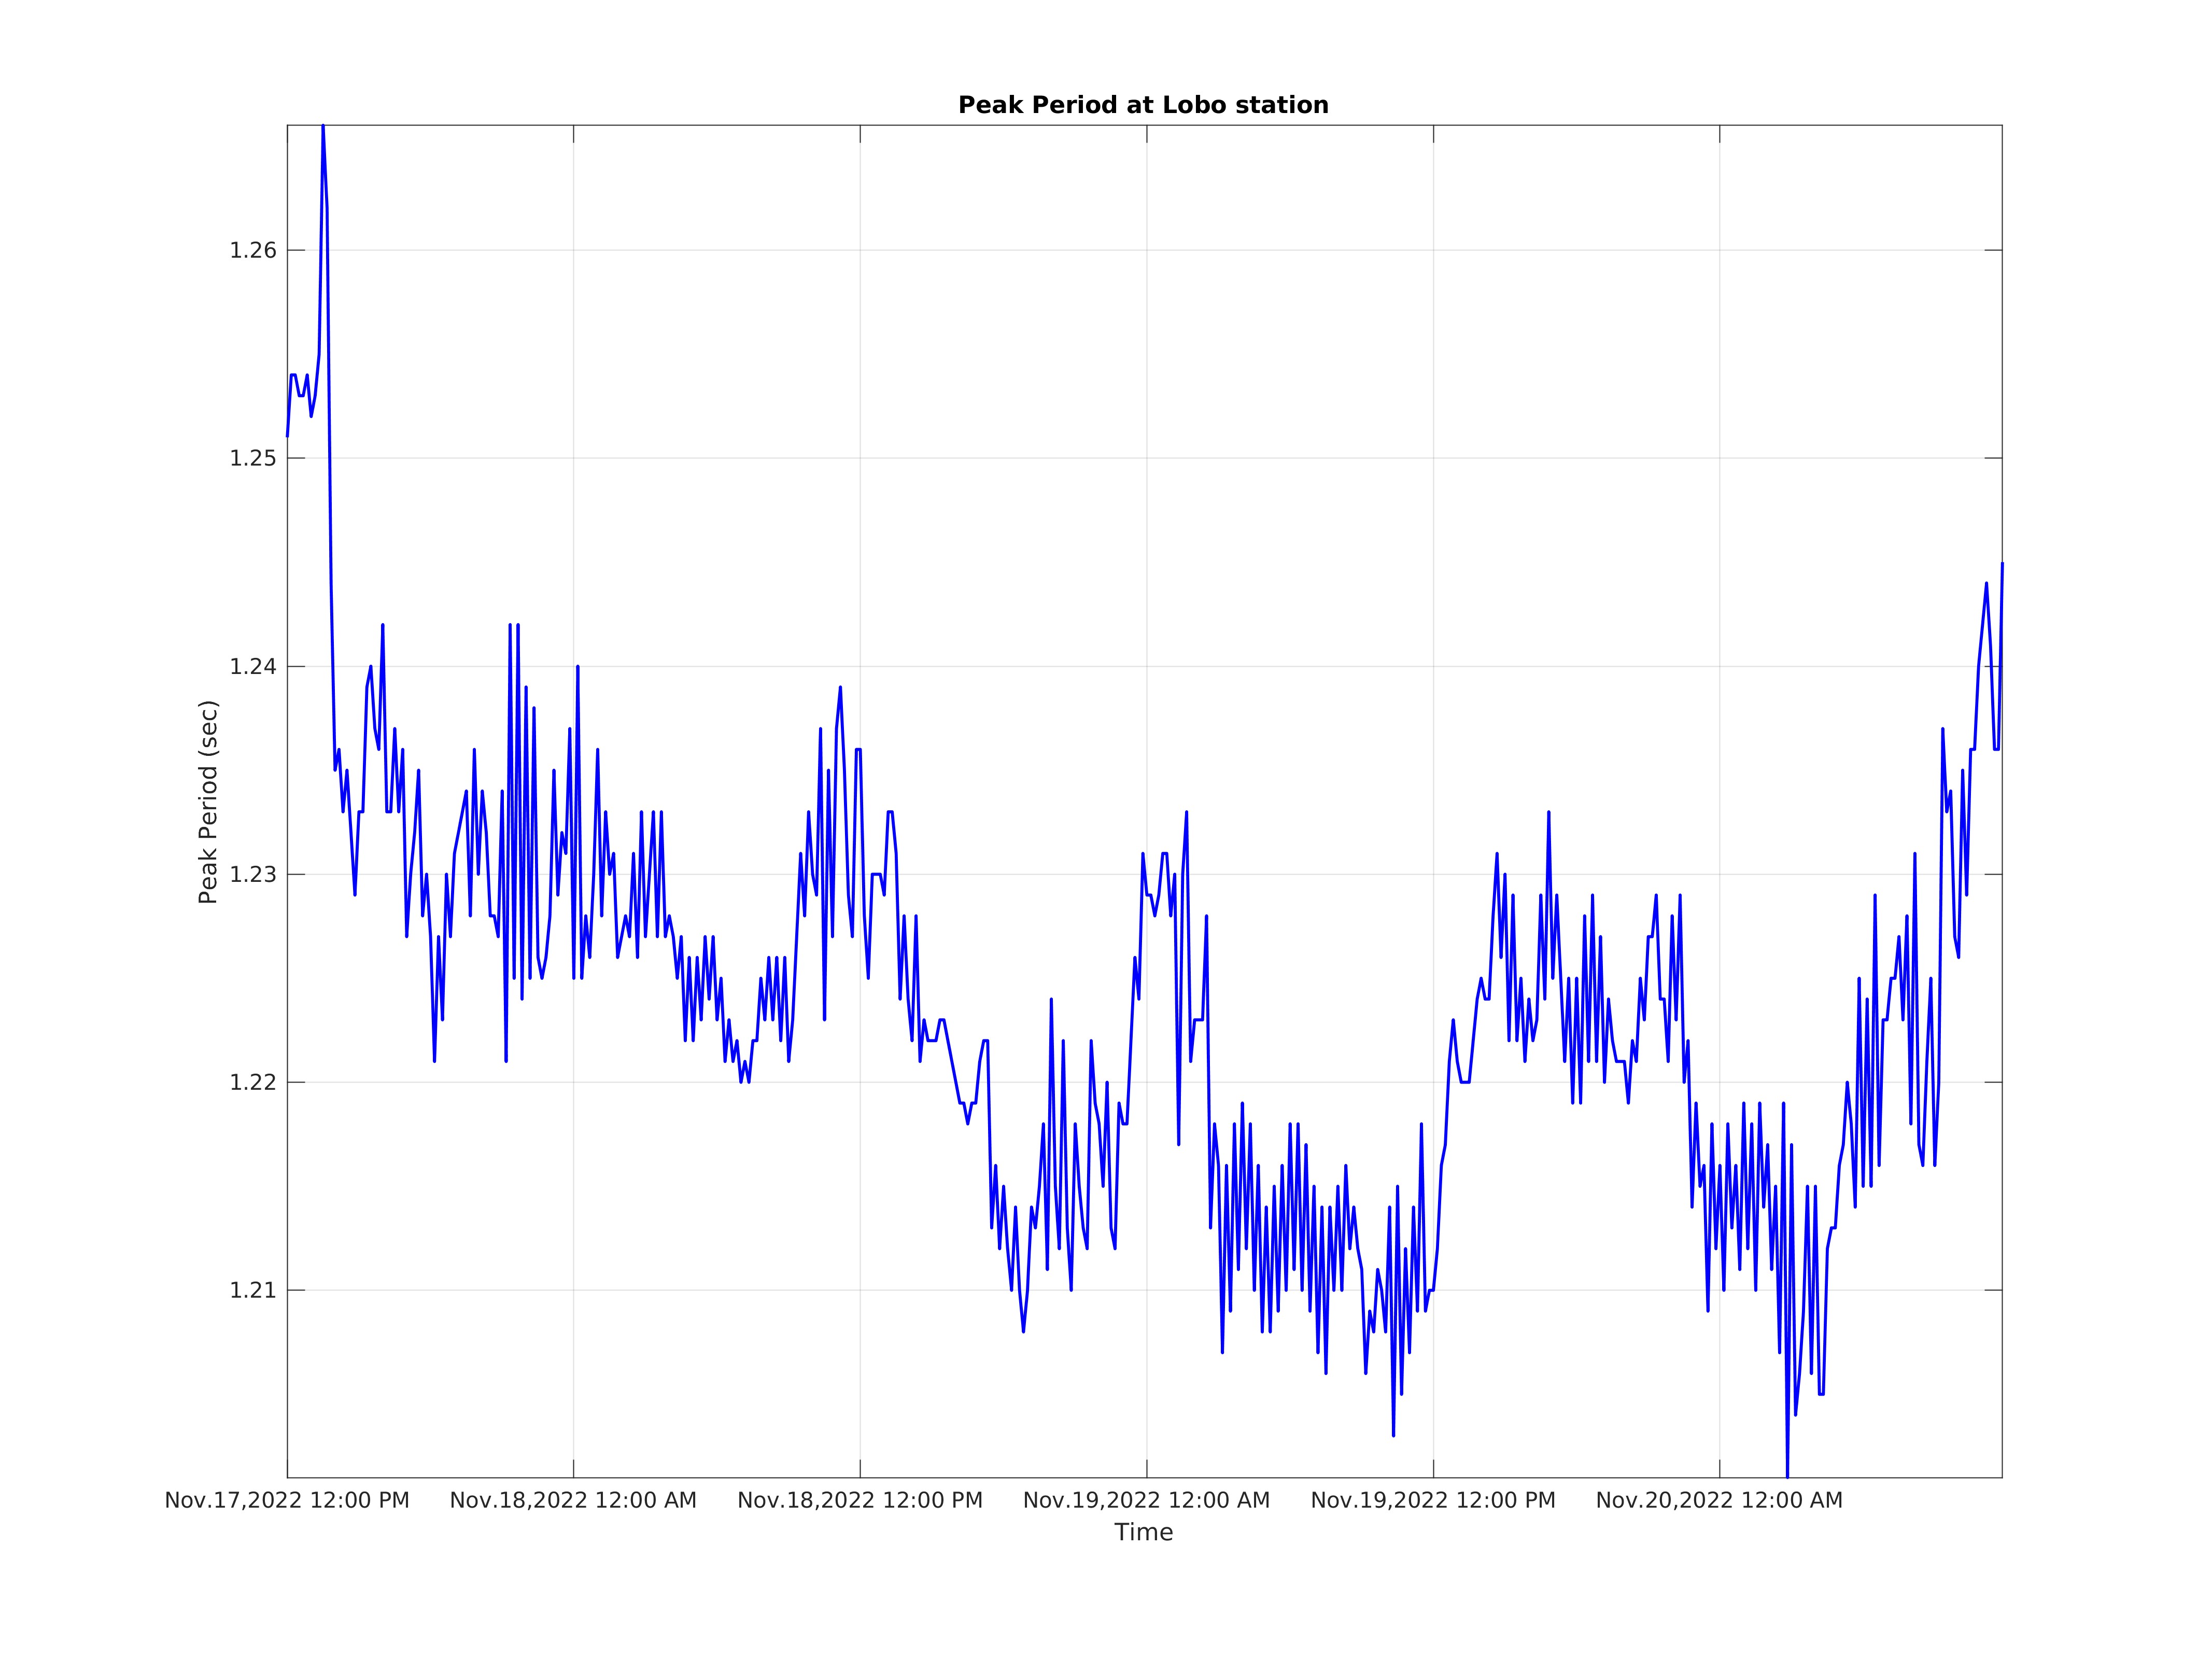 Peak Period at Lobo station
1.26
1.25
1.24
1.23
1.22
1.21
Peak Period (sec)
Nov.17,2022 12:00 PM
Nov.18,2022 12:00 AM
Nov.18,2022 12:00 PM
Nov.19,2022 12:00 AM
Nov.19,2022 12:00 PM
Nov.20,2022 12:00 AM
Time